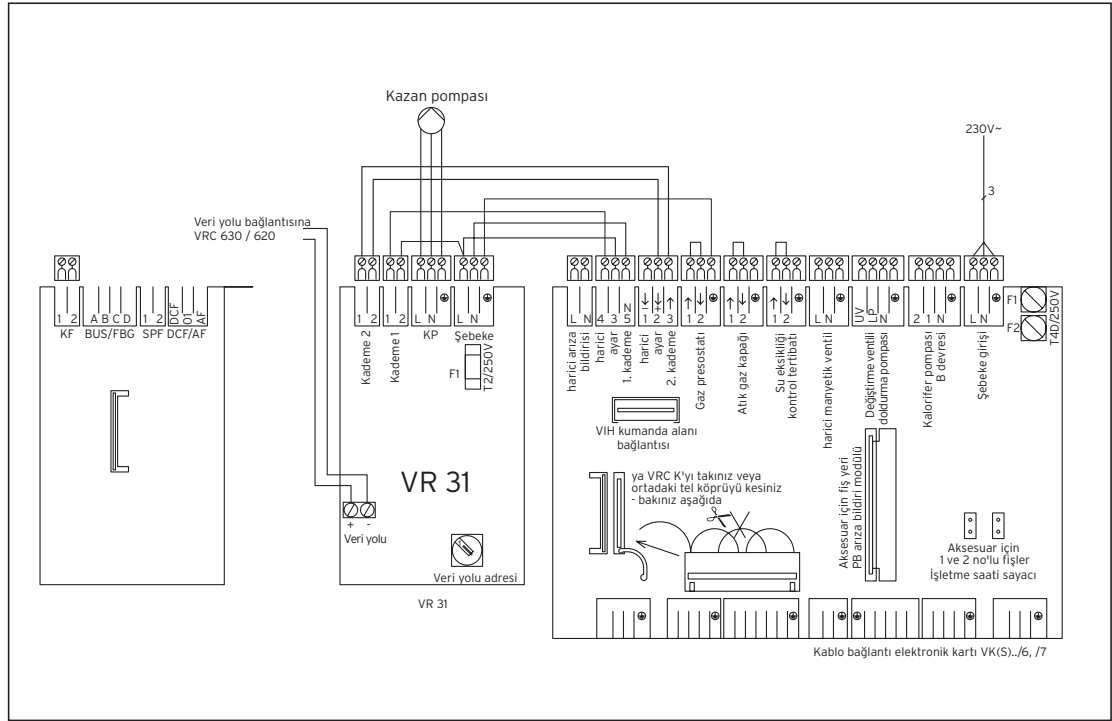 Kazan pompası
230V~
3
Veri yolu bağlantısına
VRC 630 / 620
1 2
KF
A B C D
BUS/FBG
1 2
SPF
DCF
01
AF
DCF/AF
1 2
Kademe 2
1 2
Kademe 1
L N
KP
L N
Şebeke
F1
T2/250V
VR 31
+ -
Veri yolu
Veri yolu adresi
VR 31
L N
harici arıza
bildirisi
4 3 5
N
harici
ayar
1. kademe
1 2 3
- +
harici
ayar
2. kademe
1 2
Gaz presostatı
1 2
Atık gaz kapağı
1 2
Su eksikliği
kontrol tertibatı
L N
harici manyetik ventil
UV
LP
N
Değiştirme ventili
doldurma pompası
2 1 N
Kalorifer pompası
B devresi
L N
Şebeke girişi
F1
F2
T4D/250V
VIH kumanda alanı
bağlantısı
ya VRC K'yı takınız veya
ortadaki tel köprüyü kesiniz
- bakınız aşağıda
Aksesuar için fiş yeri
PB arıza bildiri modülü
Aksesuar için
1 ve 2 no'lu fişler
İşletme saati sayacı
Kablo bağlantı elektronik kartı VK(S)../6, /7